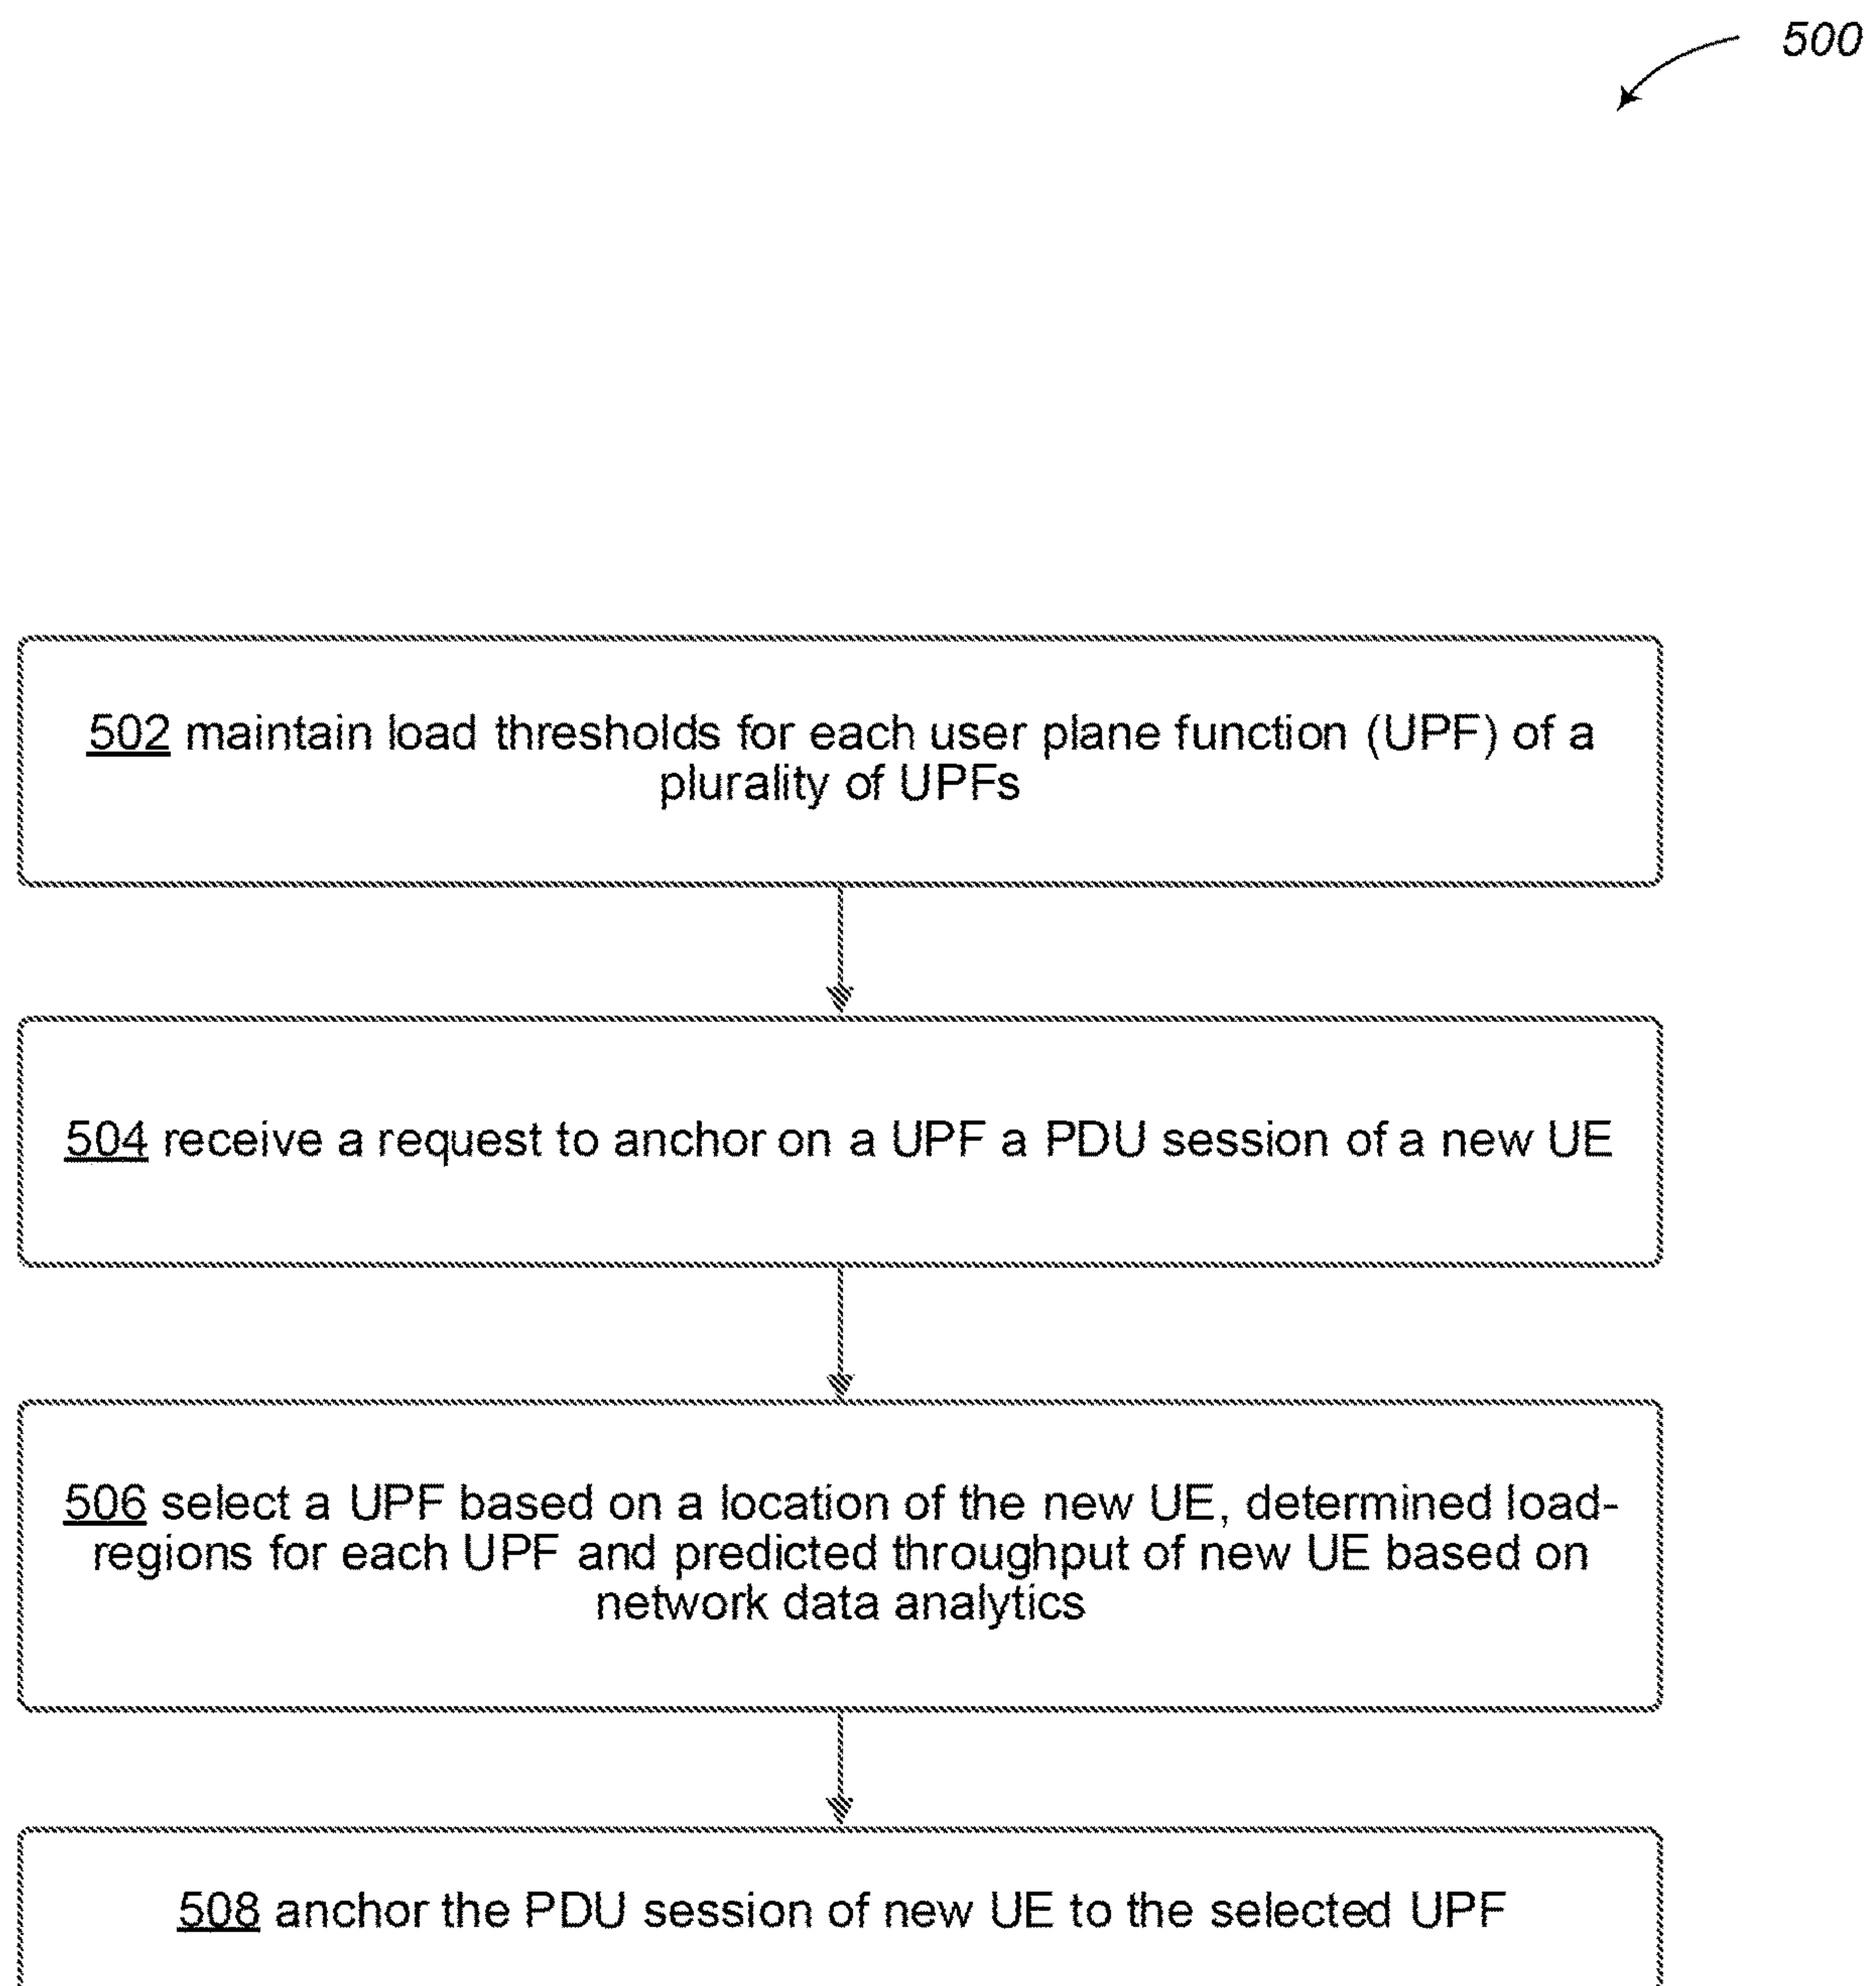 500
502 maintain load thresholds for each user plane function (UPF) of a
plurality of UPFs
504 receive a request to anchor on a UPF a PDU session of a new UE
506 select a UPF based on a location of the new UE, determined load-
regions for each UPF and predicted throughput of new UE based on
network data analytics
508 anchor the PDU session of new UE to the selected UPF